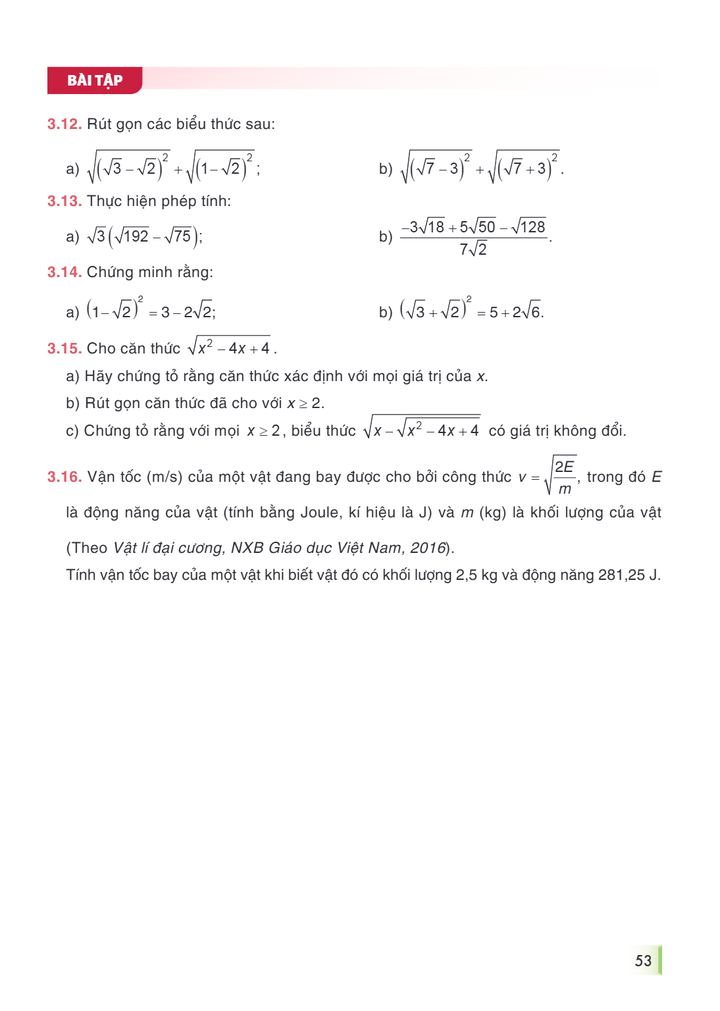 BÀI TẬP
3.12. Rút gọn các biểu thức sau:
a) √((√3 − √2)²) + √((1 − √2)²); b) √((√7 − 3)²) + √((√7 + 3)²).
3.13. Thực hiện phép tính:
a) √3(√192 − √75); b) (−3√18 + 5√50 − √128)/(7√2).
3.14. Chứng minh rằng:
a) (1 − √2)² = 3 − 2√2; b) (√3 + √2)² = 5 + 2√6.
3.15. Cho căn thức √(x² − 4x + 4).
a) Hãy chứng tỏ rằng căn thức xác định với mọi giá trị của x.
b) Rút gọn căn thức đã cho với x ≥ 2.
c) Chứng tỏ rằng với mọi x ≥ 2, biểu thức √(x − √(x² − 4x + 4)) có giá trị không đổi.
3.16. Vận tốc (m/s) của một vật đang bay được cho bởi công thức v = √(2E/m), trong đó E
là động năng của vật (tính bằng Joule, kí hiệu là J) và m (kg) là khối lượng của vật
(Theo Vật lí đại cương, NXB Giáo dục Việt Nam, 2016).
Tính vận tốc bay của một vật khi biết vật đó có khối lượng 2,5 kg và động năng 281,25 J.
53